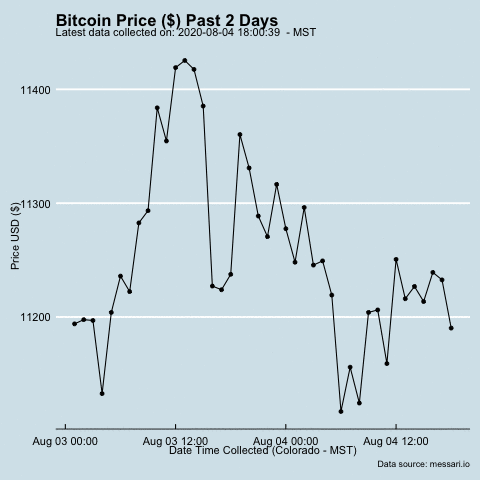 Bitcoin Price ($) Past 2 Days
Latest data collected on: 2020-08-04 18:00:39  - MST
11400
11300
11200
Price USD ($)
Aug 03 00:00 Aug 03 12:00 Aug 04 00:00 Aug 04 12:00
Date Time Collected (Colorado - MST)
Data source: messari.io